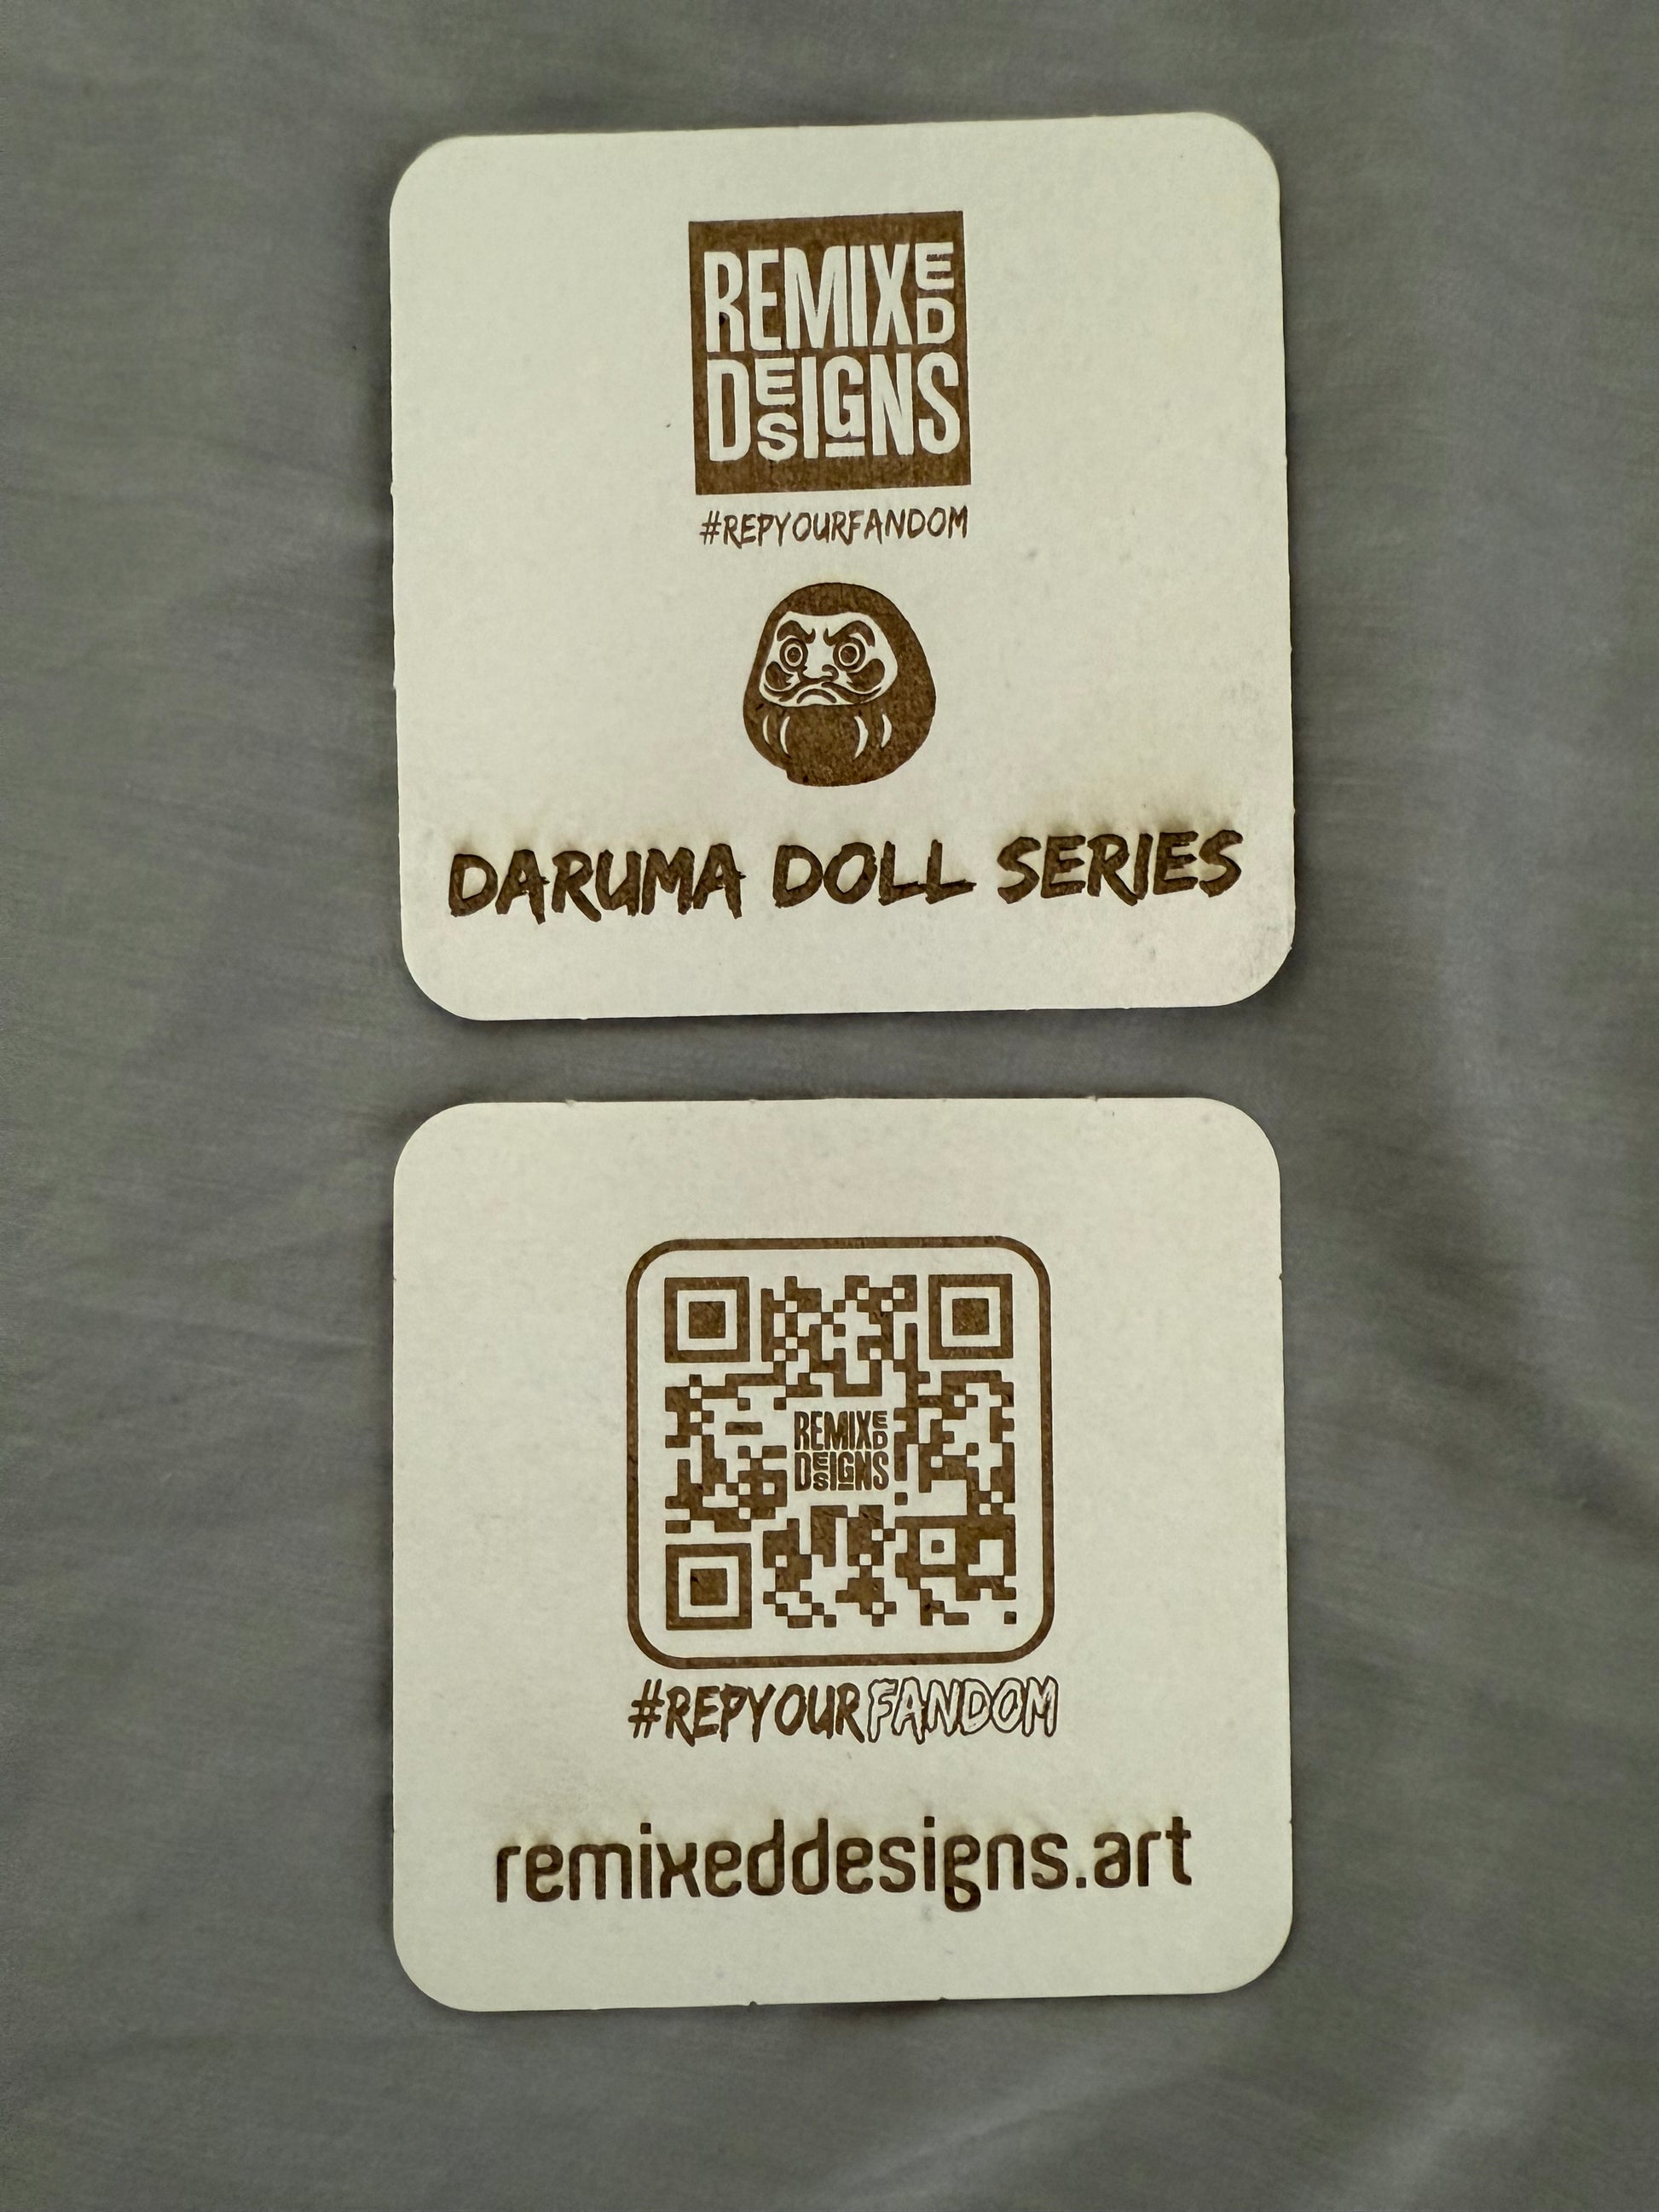 REMIXED
DESIGNS
#REPYOURFANDOM
DARUMA DOLL SERIES
REMIXED
DESIGNS
#REPYOURFANDOM
remixeddesigns.art